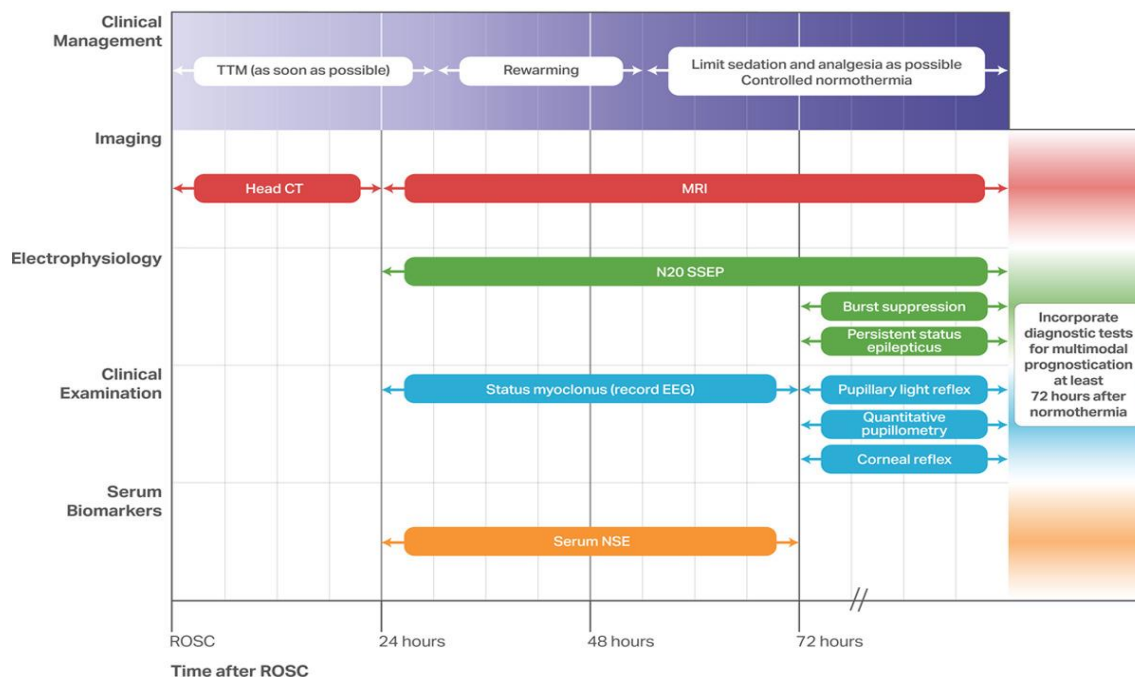 Clinical
Management
TTM (as soon as possible)
Rewarming
Limit sedation and analgesia as possible
Controlled normothermia
Imaging
Head CT
MRI
Electrophysiology
N20 SSEP
Burst suppression
Persistent status
epilepticus
Incorporate
diagnostic tests
for multimodal
prognostication
at least
72 hours after
normothermia
Clinical
Examination
Status myoclonus (record EEG)
Pupillary light reflex
Quantitative
pupillometry
Corneal reflex
Serum
Biomarkers
Serum NSE
ROSC
24 hours
48 hours
72 hours
Time after ROSC